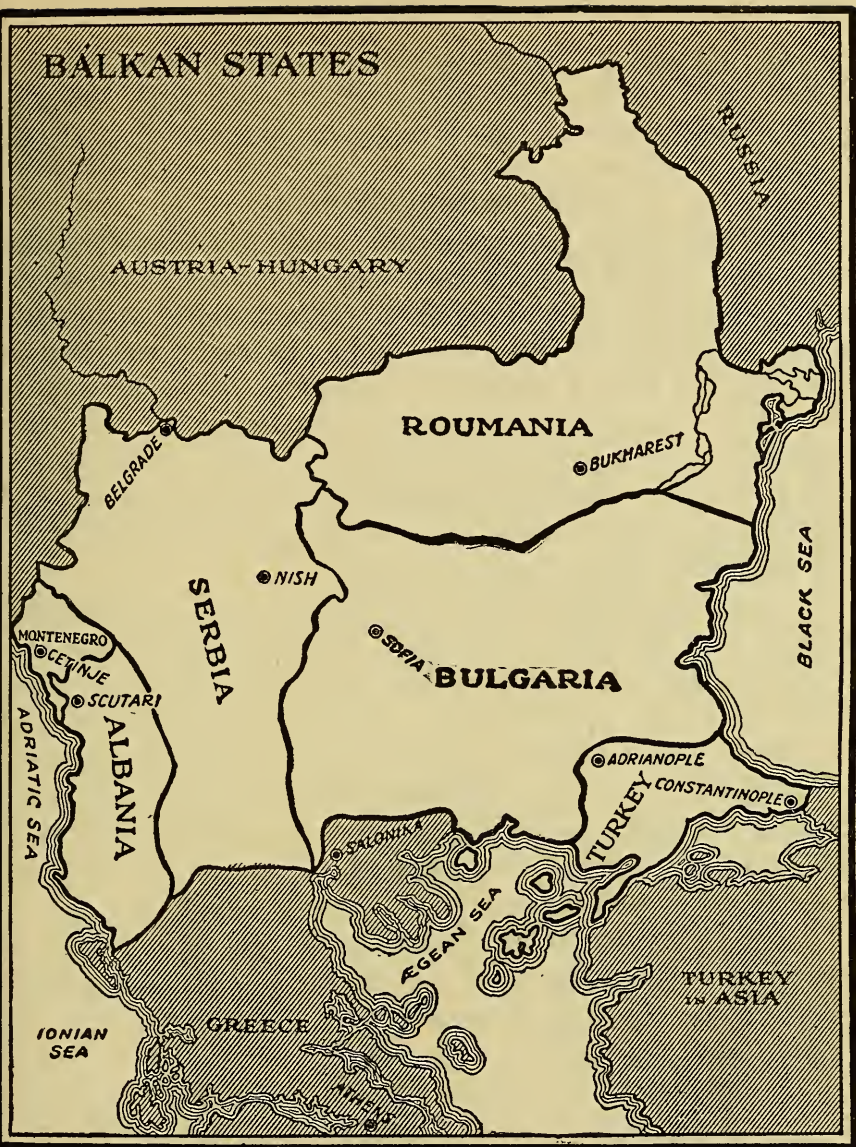 BALKAN STATES
RUSSIA
AUSTRIA-HUNGARY
ROUMANIA
BUKHAREST
BELGRADE
NISH
SERBIA
BLACK SEA
MONTENEGRO
CETINJE
SOFIA
BULGARIA
SCUTARI
ALBANIA
ADRIATIC SEA
ADRIANOPLE
CONSTANTINOPLE
TURKEY
SALONIKA
ÆGEAN SEA
TURKEY
IN ASIA
GREECE
IONIAN
SEA
ATHENS